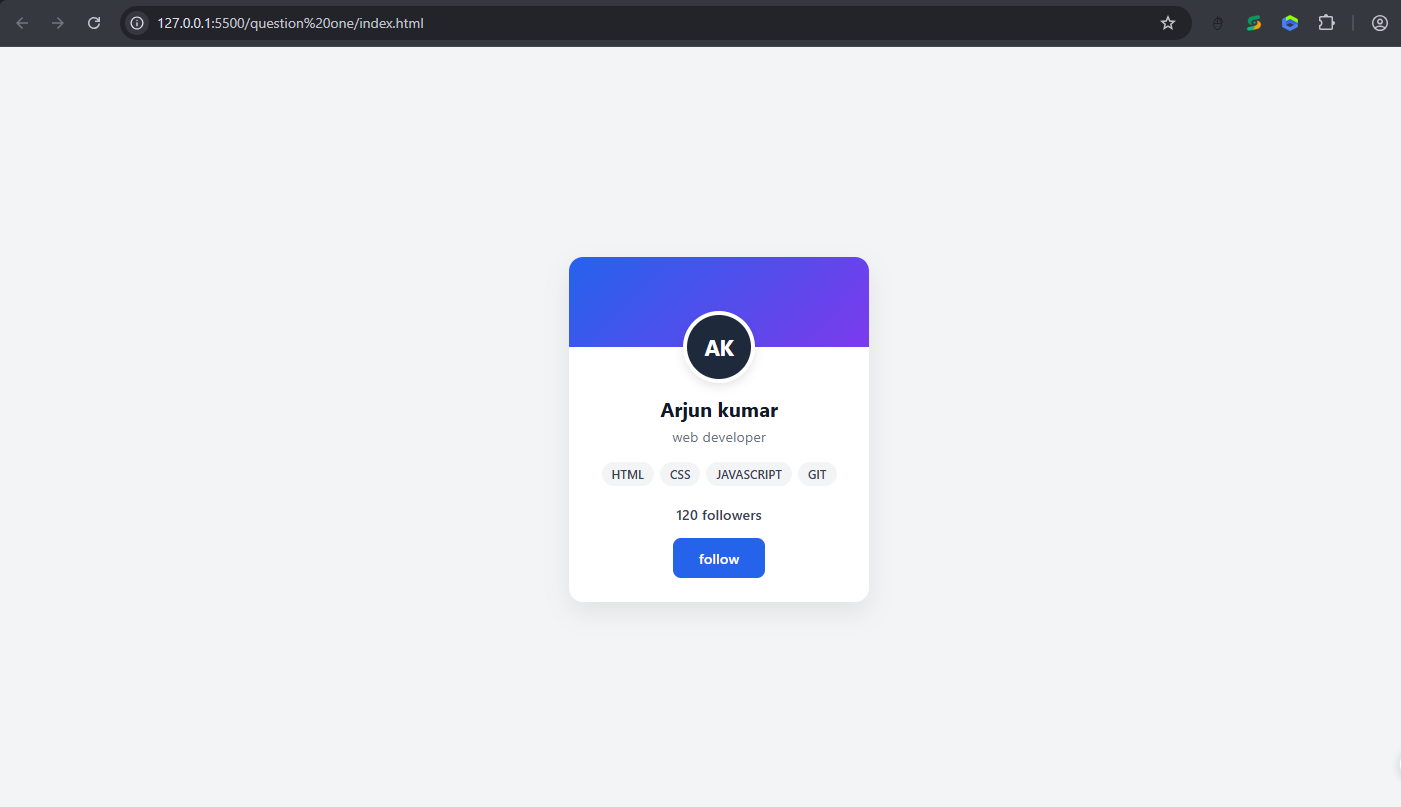 127.0.0.1:5500/question%20one/index.html
AK
Arjun kumar
web developer
HTML CSS JAVASCRIPT GIT
120 followers
follow